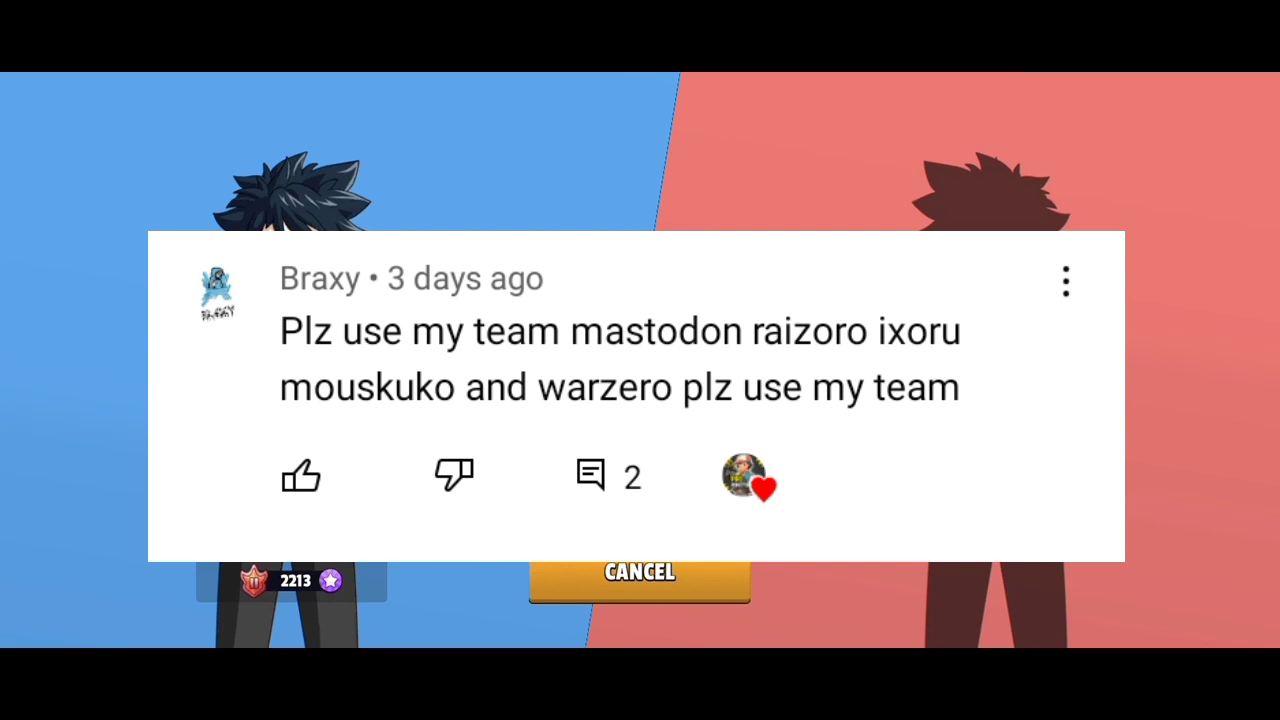 Braxy • 3 days ago
Plz use my team mastodon raizoro ixoru
mouskuko and warzero plz use my team
2
2213
CANCEL